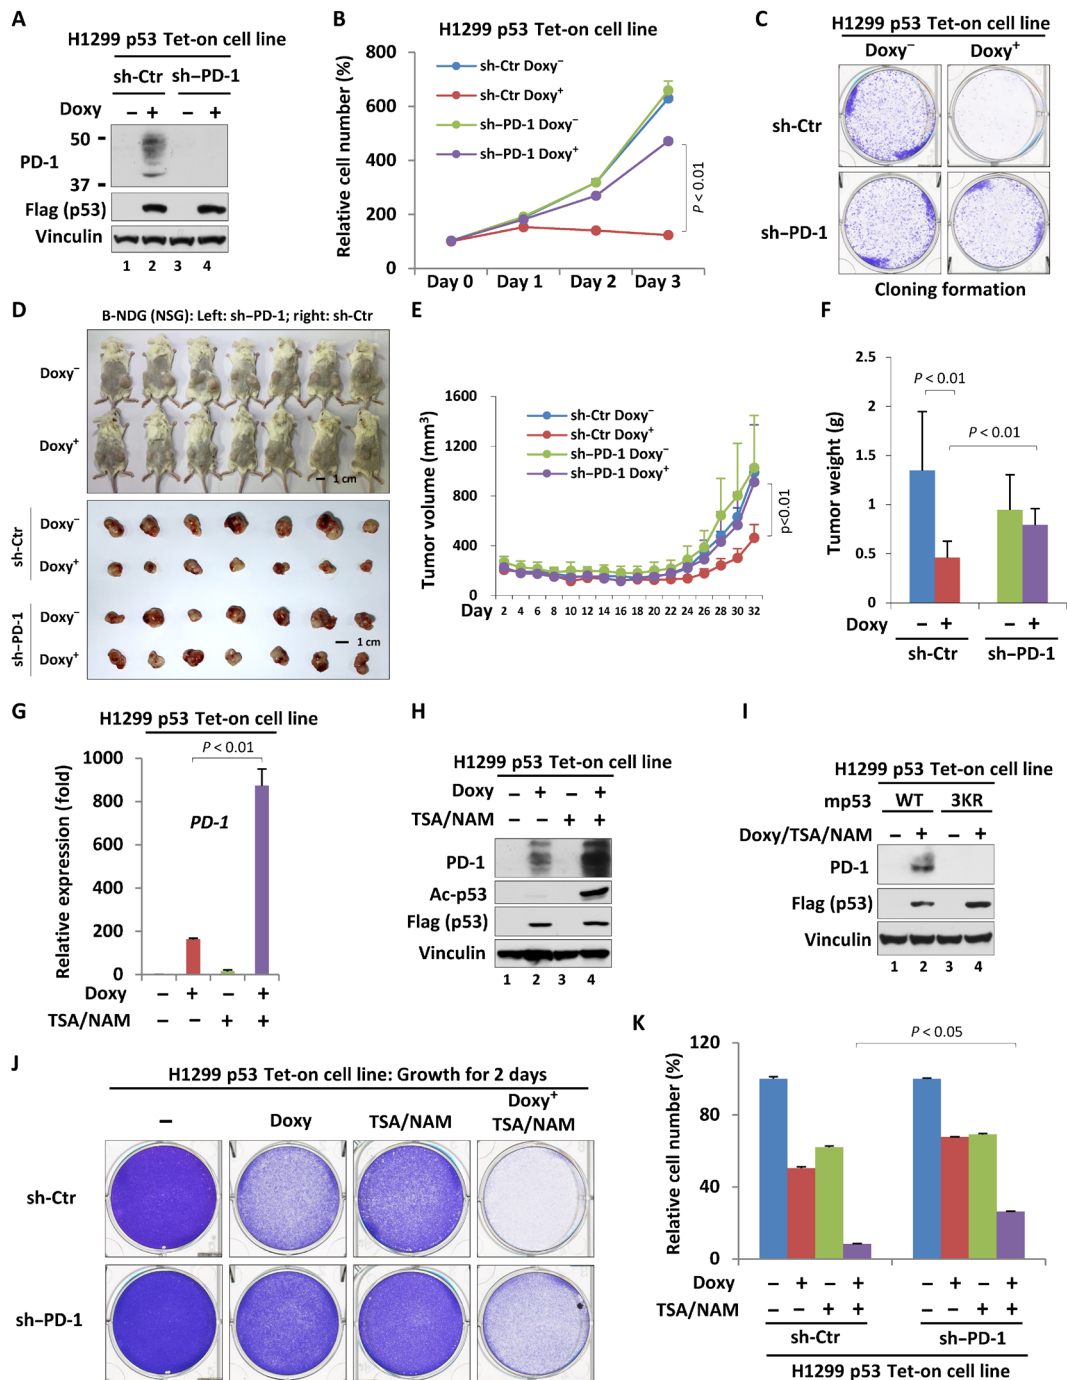 A
H1299 p53 Tet-on cell line
sh-Ctr sh–PD-1
Doxy – + – +
50
PD-1
37
Flag (p53)
Vinculin
1 2 3 4
B
H1299 p53 Tet-on cell line
Relative cell number (%)
800
600
400
200
0
sh-Ctr Doxy–
sh-Ctr Doxy+
sh–PD-1 Doxy–
sh–PD-1 Doxy+
P < 0.01
Day 0 Day 1 Day 2 Day 3
C
H1299 p53 Tet-on cell line
Doxy– Doxy+
sh-Ctr
sh–PD-1
Cloning formation
D
B-NDG (NSG): Left: sh–PD-1; right: sh-Ctr
Doxy–
Doxy+
1 cm
sh-Ctr
Doxy–
Doxy+
sh–PD-1
Doxy–
1 cm
Doxy+
E
Tumor volume (mm3)
1600
1200
800
400
0
sh-Ctr Doxy–
sh-Ctr Doxy+
sh–PD-1 Doxy–
sh–PD-1 Doxy+
p<0.01
Day 2 4 6 8 10 12 14 16 18 20 22 24 26 28 30 32
F
Tumor weight (g)
2.5
2
1.5
1
0.5
0
P < 0.01
P < 0.01
Doxy – + – +
sh-Ctr sh–PD-1
G
H1299 p53 Tet-on cell line
Relative expression (fold)
1000
800
600
400
200
0
P < 0.01
PD-1
Doxy – + – +
TSA/NAM – – + +
H
H1299 p53 Tet-on cell line
Doxy – + – +
TSA/NAM – – + +
PD-1
Ac-p53
Flag (p53)
Vinculin
1 2 3 4
I
H1299 p53 Tet-on cell line
mp53 WT 3KR
Doxy/TSA/NAM – + – +
PD-1
Flag (p53)
Vinculin
1 2 3 4
J
H1299 p53 Tet-on cell line: Growth for 2 days
– Doxy TSA/NAM Doxy+
TSA/NAM
sh-Ctr
sh–PD-1
K
Relative cell number (%)
120
80
40
0
P < 0.05
Doxy – + – + – + – +
TSA/NAM – – + + – – + +
sh-Ctr sh–PD-1
H1299 p53 Tet-on cell line